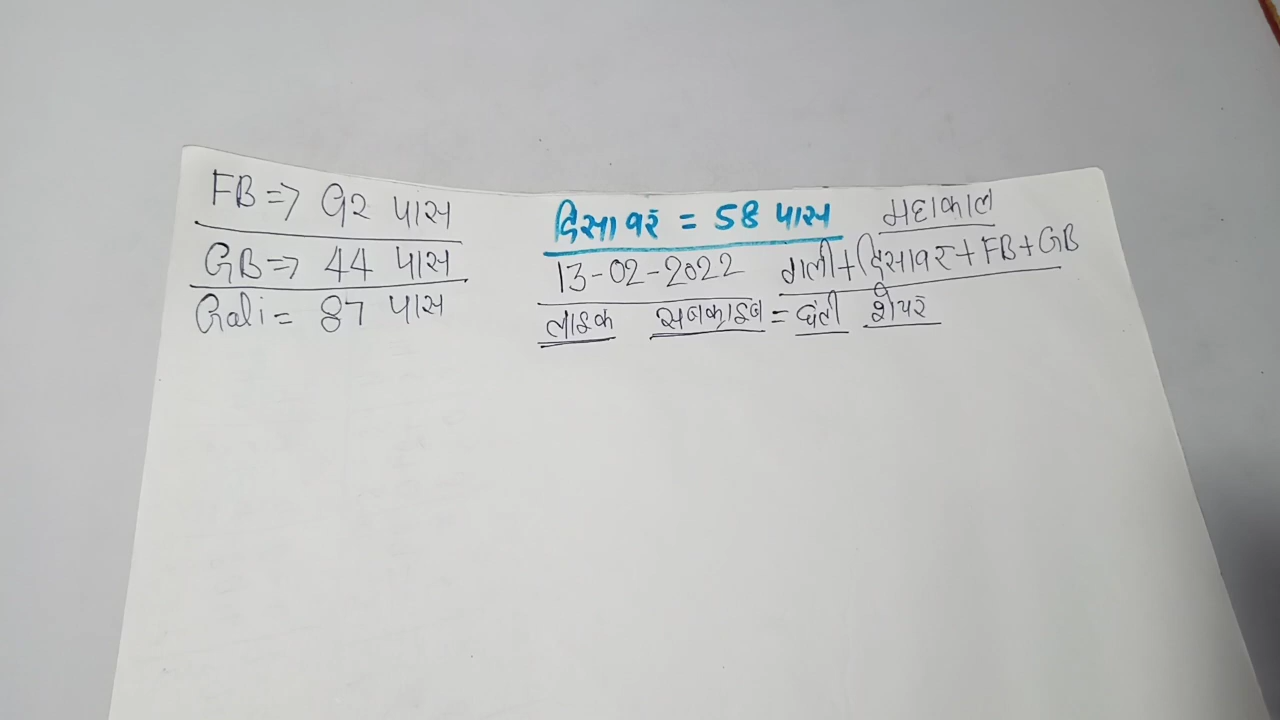 FB => 92 पास
GB => 44 पास
Gali = 87 पास
दिसावर = 58 पास
महाकाल
13-02-2022
गली+दिसावर+FB+GB
लाइक सबक्राइब = घंती शेयर